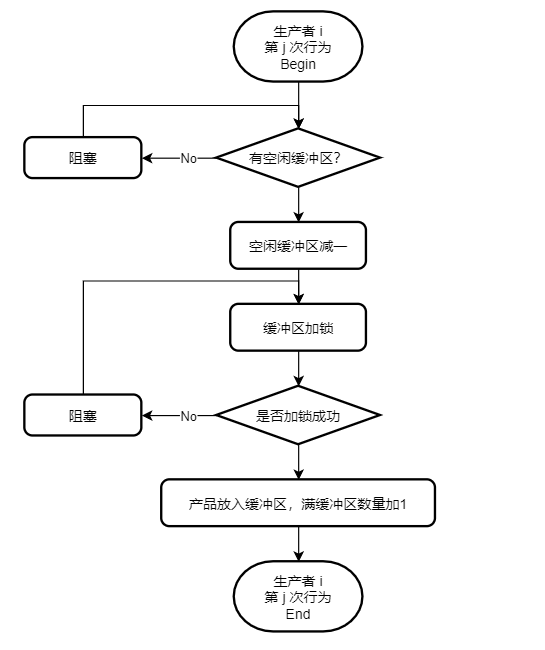 生产者 i
第 j 次行为
Begin
阻塞
No
有空闲缓冲区?
空闲缓冲区减一
缓冲区加锁
阻塞
No
是否加锁成功
产品放入缓冲区，满缓冲区数量加1
生产者 i
第 j 次行为
End